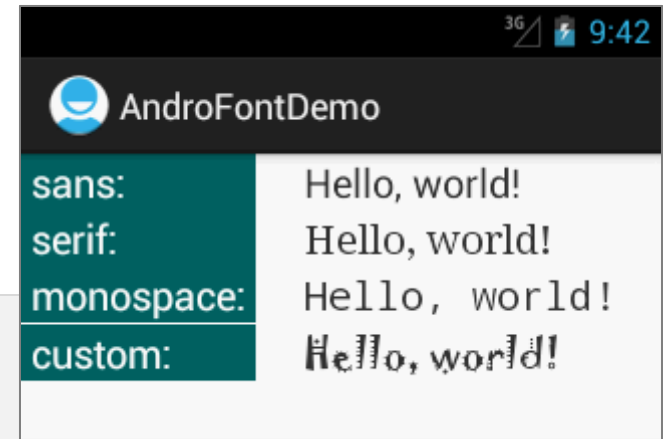 3G 9:42
AndroFontDemo
sans: Hello, world!
serif: Hello, world!
monospace: Hello, world!
custom: Hello, world!